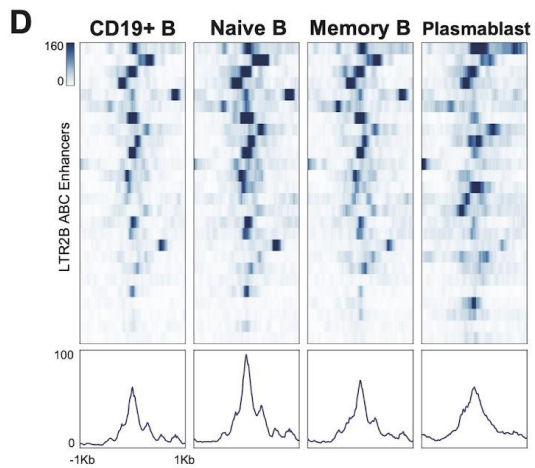 D
CD19+ B
Naive B
Memory B
Plasmablast
160
0
LTR2B ABC Enhancers
100
0
-1Kb
1Kb